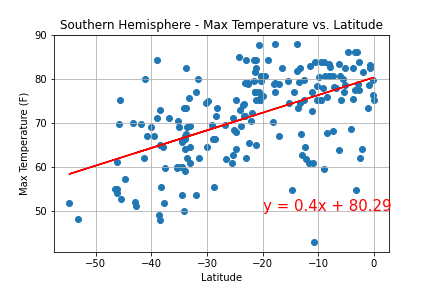 Southern Hemisphere - Max Temperature vs. Latitude
Max Temperature (F)
90
80
70
60
50
y = 0.4x + 80.29
−50
−40
−30
−20
−10
0
Latitude